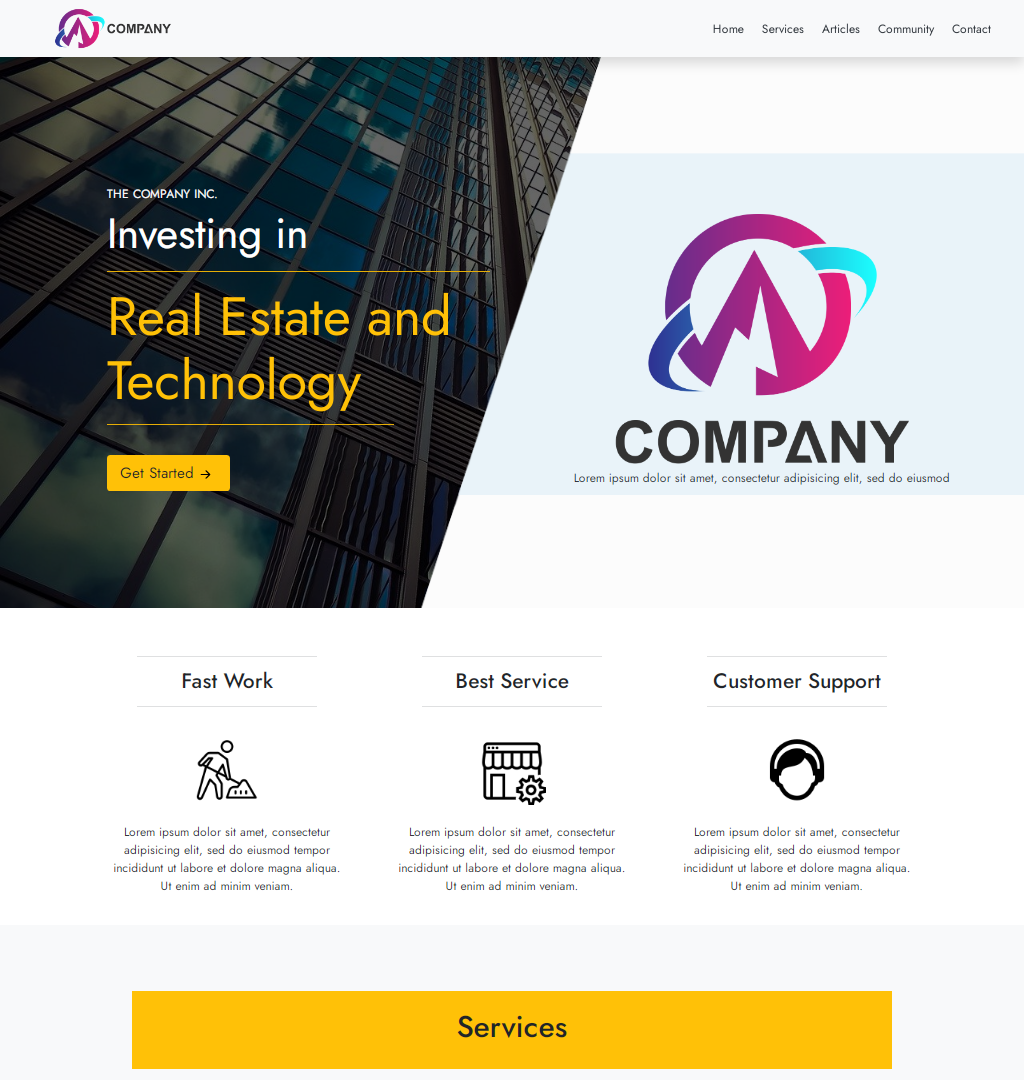 COMPANY
Home Services Articles Community Contact
THE COMPANY INC.
Investing in
Real Estate and
Technology
Get Started →
COMPANY
Lorem ipsum dolor sit amet, consectetur adipisicing elit, sed do eiusmod
Fast Work
Lorem ipsum dolor sit amet, consectetur
adipisicing elit, sed do eiusmod tempor
incididunt ut labore et dolore magna aliqua.
Ut enim ad minim veniam.
Best Service
Lorem ipsum dolor sit amet, consectetur
adipisicing elit, sed do eiusmod tempor
incididunt ut labore et dolore magna aliqua.
Ut enim ad minim veniam.
Customer Support
Lorem ipsum dolor sit amet, consectetur
adipisicing elit, sed do eiusmod tempor
incididunt ut labore et dolore magna aliqua.
Ut enim ad minim veniam.
Services